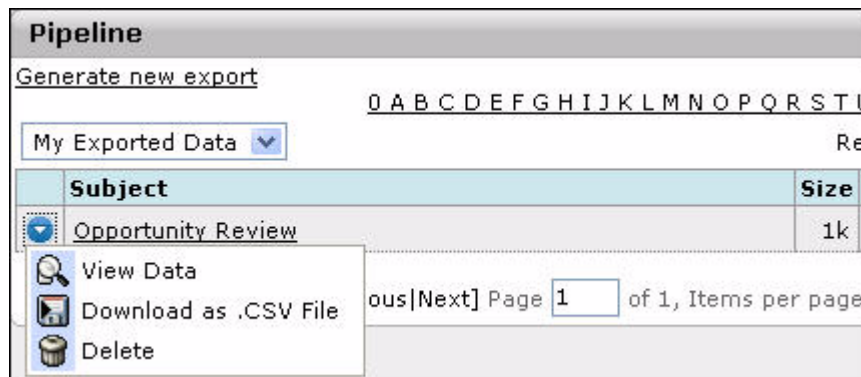 Pipeline
Generate new export
0 A B C D E F G H I J K L M N O P Q R S T U
My Exported Data
Re
Subject Size
Opportunity Review 1k
View Data
Download as .CSV File
ous|Next] Page 1 of 1, Items per page
Delete